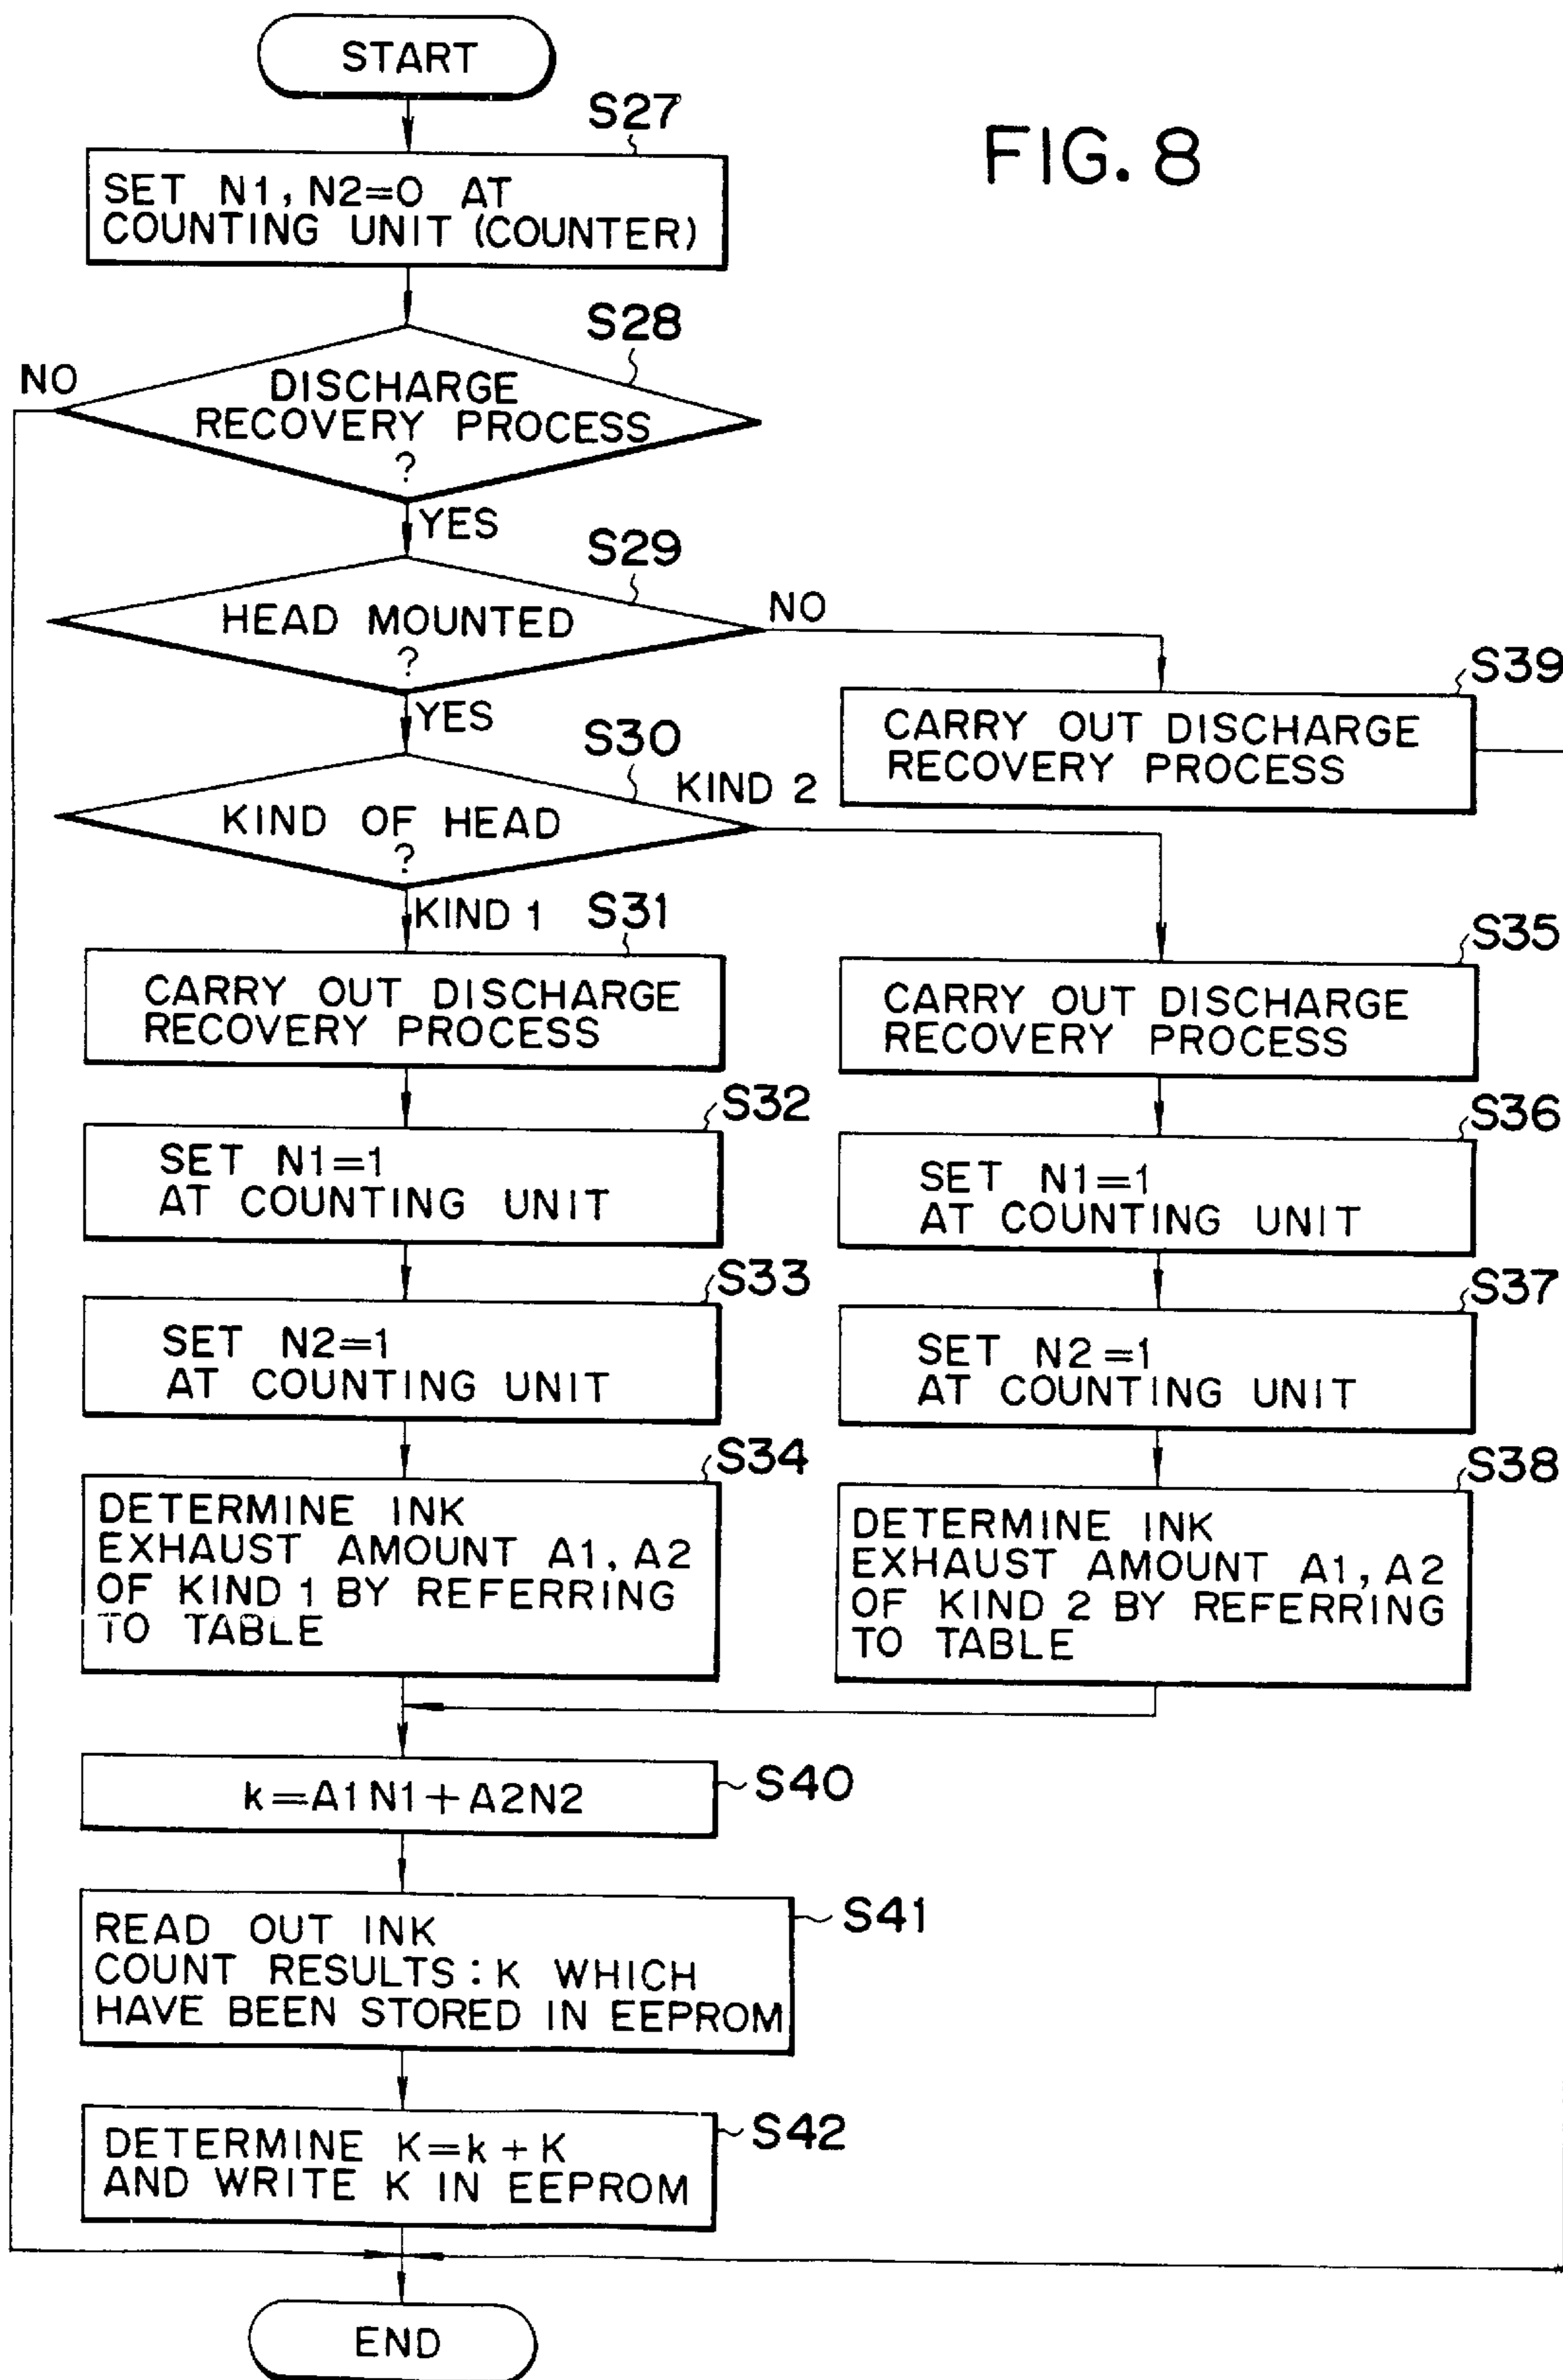 START
FIG. 8
S27
SET N1, N2=0 AT
COUNTING UNIT (COUNTER)
S28
NO
DISCHARGE
RECOVERY PROCESS
?
YES
S29
HEAD MOUNTED
?
NO
YES
S39
CARRY OUT DISCHARGE
RECOVERY PROCESS
S30
KIND OF HEAD
?
KIND 2
KIND 1
S31
CARRY OUT DISCHARGE
RECOVERY PROCESS
S35
CARRY OUT DISCHARGE
RECOVERY PROCESS
S32
SET N1=1
AT COUNTING UNIT
S36
SET N1=1
AT COUNTING UNIT
S33
SET N2=1
AT COUNTING UNIT
S37
SET N2=1
AT COUNTING UNIT
S34
DETERMINE INK
EXHAUST AMOUNT A1, A2
OF KIND 1 BY REFERRING
TO TABLE
S38
DETERMINE INK
EXHAUST AMOUNT A1, A2
OF KIND 2 BY REFERRING
TO TABLE
k=A1N1+A2N2
S40
READ OUT INK
COUNT RESULTS : K WHICH
HAVE BEEN STORED IN EEPROM
S41
DETERMINE K=k+K
AND WRITE K IN EEPROM
S42
END